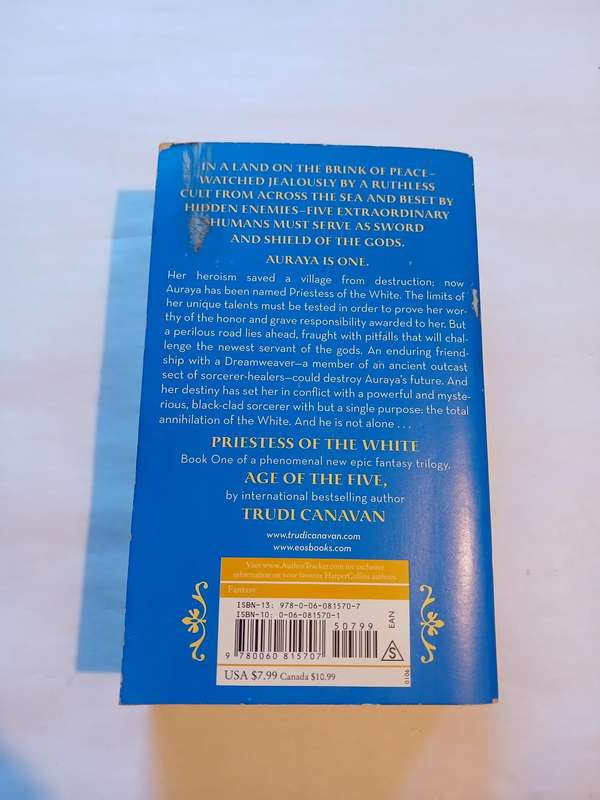 IN A LAND ON THE BRINK OF PEACE–
WATCHED JEALOUSLY BY A RUTHLESS
CULT FROM ACROSS THE SEA AND BESET BY
HIDDEN ENEMIES–FIVE EXTRAORDINARY
HUMANS MUST SERVE AS SWORD
AND SHIELD OF THE GODS.
AURAYA IS ONE.
Her heroism saved a village from destruction; now
Auraya has been named Priestess of the White. The limits of
her unique talents must be tested in order to prove her wor-
thy of the honor and grave responsibility awarded to her. But
a perilous road lies ahead, fraught with pitfalls that will chal-
lenge the newest servant of the gods. An enduring friend-
ship with a Dreamweaver—a member of an ancient outcast
sect of sorcerer-healers—could destroy Auraya's future. And
her destiny has set her in conflict with a powerful and myste-
rious, black-clad sorcerer with but a single purpose: the total
annihilation of the White. And he is not alone . . .
PRIESTESS OF THE WHITE
Book One of a phenomenal new epic fantasy trilogy,
AGE OF THE FIVE,
by international bestselling author
TRUDI CANAVAN
www.trudicanavan.com
www.eosbooks.com
Visit www.AuthorTracker.com for exclusive
information on your favorite HarperCollins authors.
Fantasy
ISBN-13: 978-0-06-081570-7
ISBN-10: 0-06-081570-1
50799
EAN
9 780060 815707
S
USA $7.99 Canada $10.99
0106